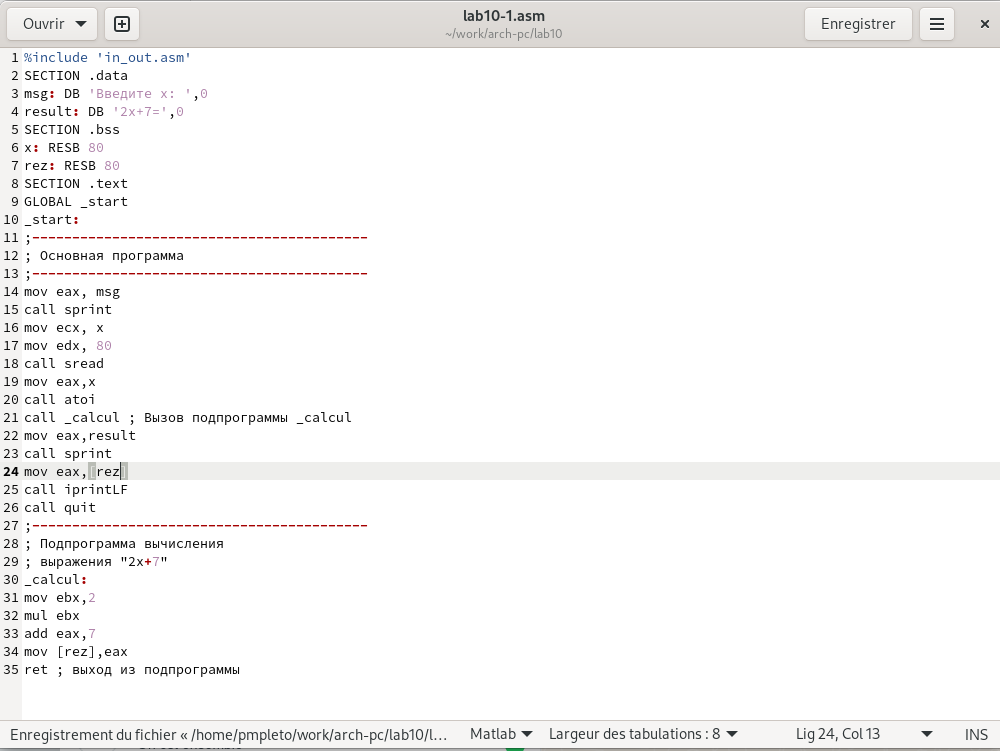 Ouvrir
lab10-1.asm
~/work/arch-pc/lab10
Enregistrer
1 %include 'in_out.asm'
2 SECTION .data
3 msg: DB 'Введите x: ',0
4 result: DB '2x+7=',0
5 SECTION .bss
6 x: RESB 80
7 rez: RESB 80
8 SECTION .text
9 GLOBAL _start
10 _start:
11 ;------------------------------------------
12 ; Основная программа
13 ;------------------------------------------
14 mov eax, msg
15 call sprint
16 mov ecx, x
17 mov edx, 80
18 call sread
19 mov eax,x
20 call atoi
21 call _calcul ; Вызов подпрограммы _calcul
22 mov eax,result
23 call sprint
24 mov eax,[rez]
25 call iprintLF
26 call quit
27 ;------------------------------------------
28 ; Подпрограмма вычисления
29 ; выражения "2x+7"
30 _calcul:
31 mov ebx,2
32 mul ebx
33 add eax,7
34 mov [rez],eax
35 ret ; выход из подпрограммы
Enregistrement du fichier « /home/pmpleto/work/arch-pc/lab10/l… Matlab Largeur des tabulations : 8 Lig 24, Col 13 INS